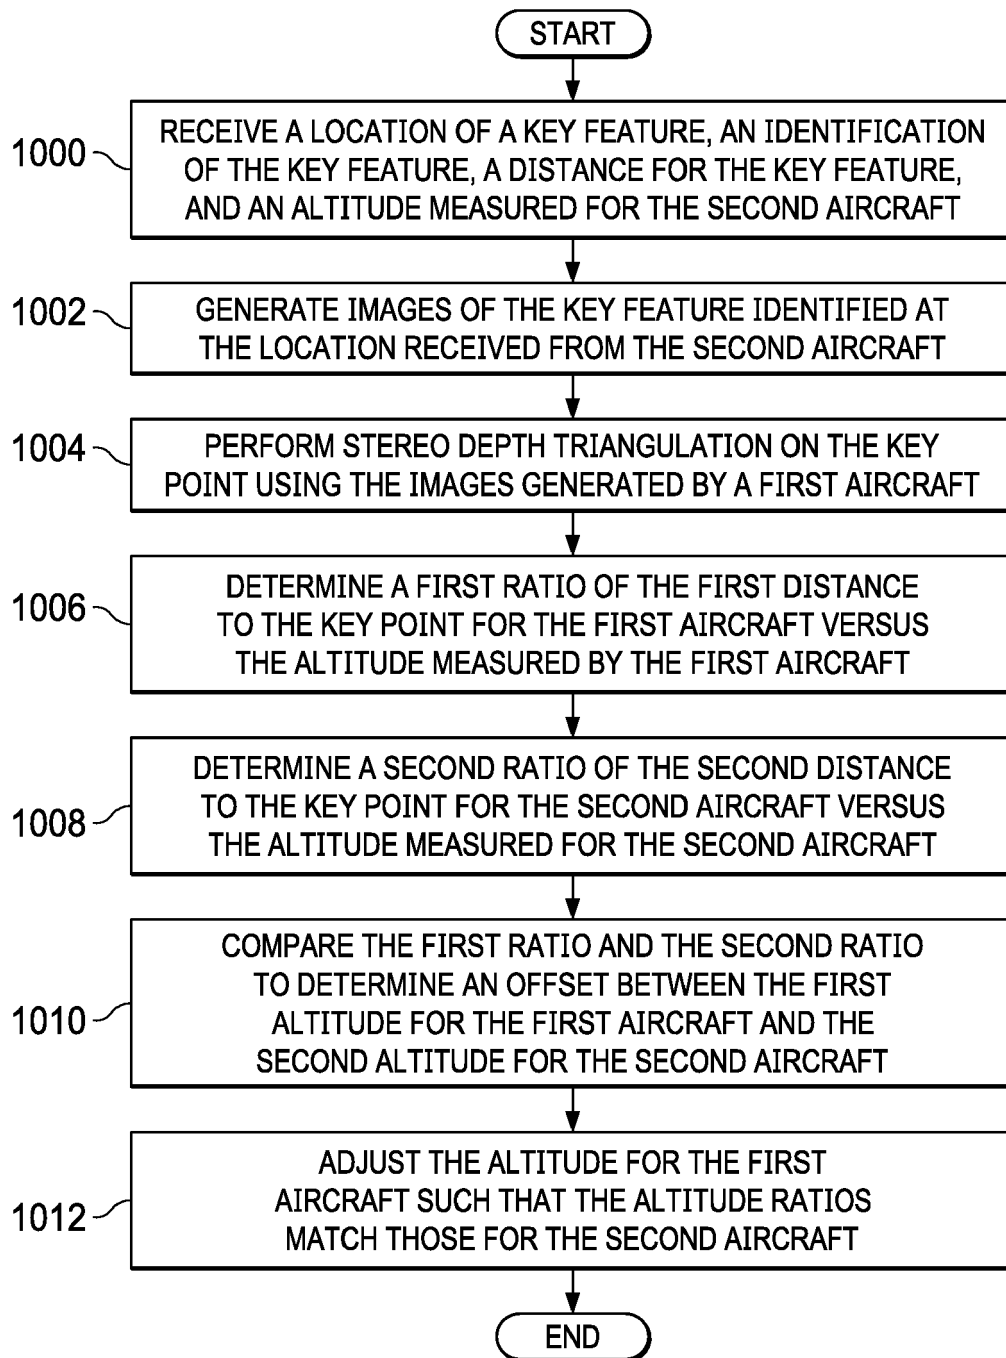 START
1000
RECEIVE A LOCATION OF A KEY FEATURE, AN IDENTIFICATION
OF THE KEY FEATURE, A DISTANCE FOR THE KEY FEATURE,
AND AN ALTITUDE MEASURED FOR THE SECOND AIRCRAFT
1002
GENERATE IMAGES OF THE KEY FEATURE IDENTIFIED AT
THE LOCATION RECEIVED FROM THE SECOND AIRCRAFT
1004
PERFORM STEREO DEPTH TRIANGULATION ON THE KEY
POINT USING THE IMAGES GENERATED BY A FIRST AIRCRAFT
1006
DETERMINE A FIRST RATIO OF THE FIRST DISTANCE
TO THE KEY POINT FOR THE FIRST AIRCRAFT VERSUS
THE ALTITUDE MEASURED BY THE FIRST AIRCRAFT
1008
DETERMINE A SECOND RATIO OF THE SECOND DISTANCE
TO THE KEY POINT FOR THE SECOND AIRCRAFT VERSUS
THE ALTITUDE MEASURED FOR THE SECOND AIRCRAFT
1010
COMPARE THE FIRST RATIO AND THE SECOND RATIO
TO DETERMINE AN OFFSET BETWEEN THE FIRST
ALTITUDE FOR THE FIRST AIRCRAFT AND THE
SECOND ALTITUDE FOR THE SECOND AIRCRAFT
1012
ADJUST THE ALTITUDE FOR THE FIRST
AIRCRAFT SUCH THAT THE ALTITUDE RATIOS
MATCH THOSE FOR THE SECOND AIRCRAFT
END